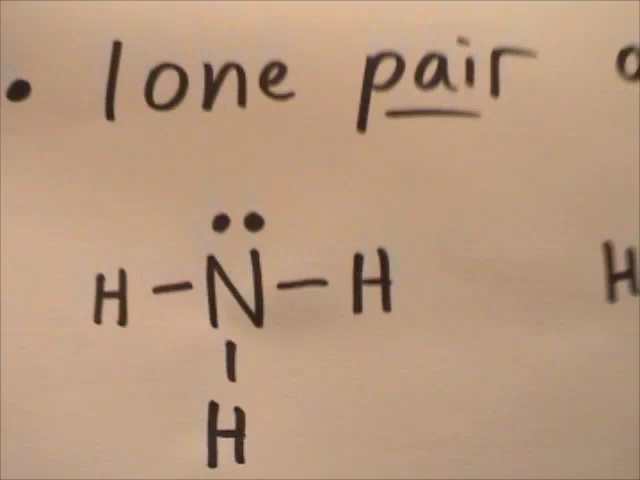 • lone pair
H – N̈ – H H
|
H